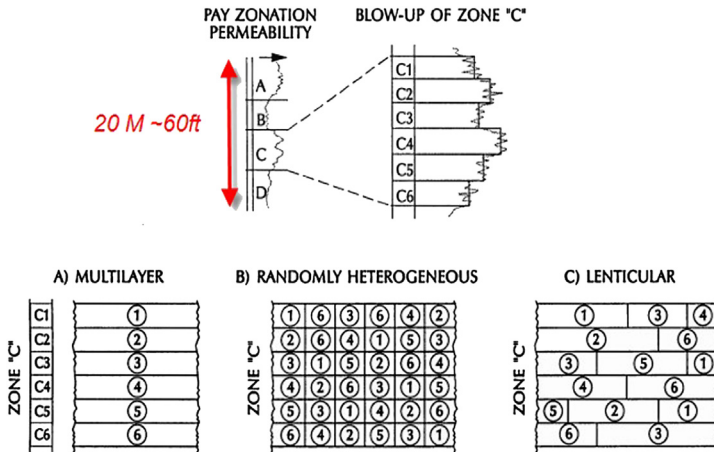 PAY ZONATION PERMEABILITY
BLOW-UP OF ZONE "C"
20 M ~60ft
A
B
C
D
C1
C2
C3
C4
C5
C6
A) MULTILAYER
B) RANDOMLY HETEROGENEOUS
C) LENTICULAR
ZONE "C"
C1 1
C2 2
C3 3
C4 4
C5 5
C6 6
ZONE "C"
1 6 3 6 4 2
2 6 4 1 5 3
3 1 5 2 6 4
4 2 6 3 1 5
5 3 1 4 2 6
6 4 2 5 3 1
ZONE "C"
1 3 4
2 6
3 5 1
4 6
5 2 1
6 3